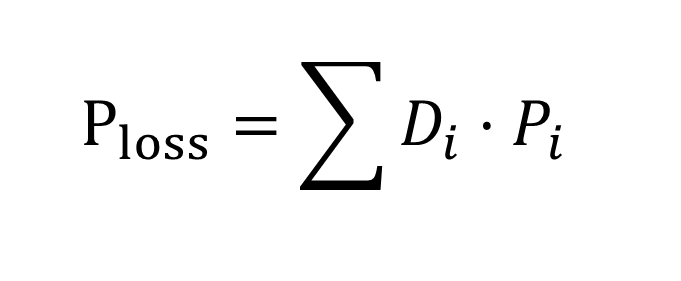 P_loss = ∑ D_i · P_i